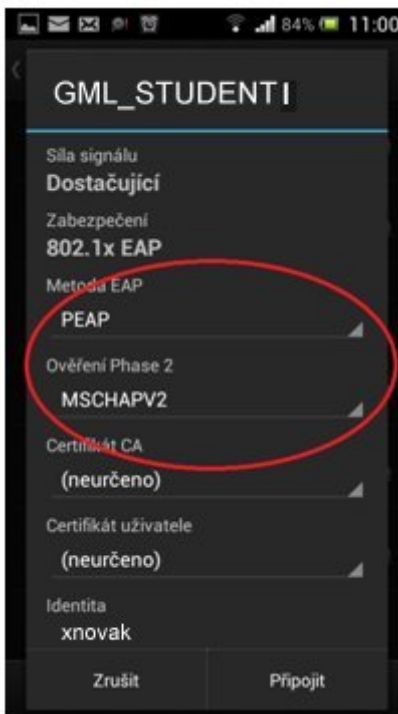 84% 11:00
GML_STUDENTI
Síla signálu
Dostačující
Zabezpečení
802.1x EAP
Metoda EAP
PEAP
Ověření Phase 2
MSCHAPV2
Certifikát CA
(neurčeno)
Certifikát uživatele
(neurčeno)
Identita
xnovak
Zrušit Připojit